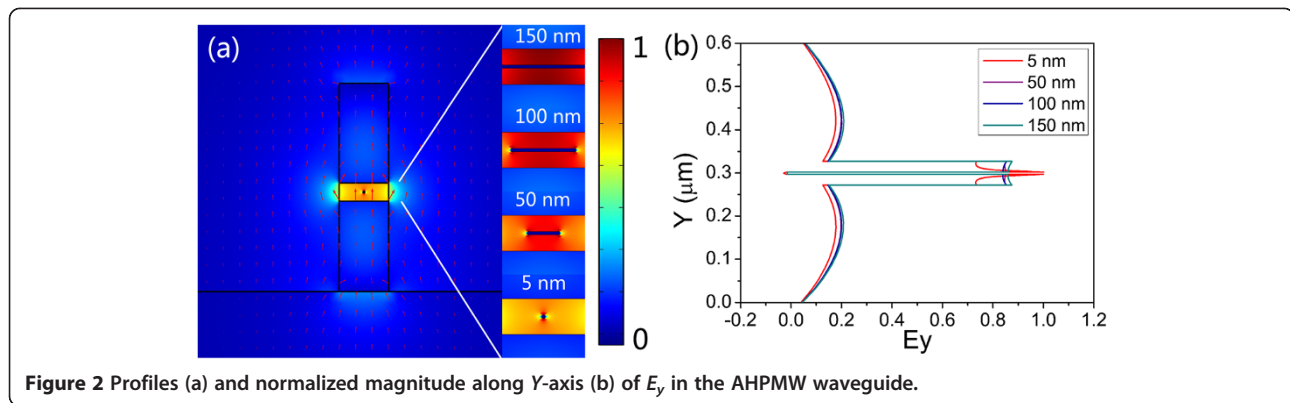 (a)
150 nm
100 nm
50 nm
5 nm
1
0
(b)
0.6
0.5
0.4
0.3
0.2
0.1
0.0
Y (μm)
5 nm
50 nm
100 nm
150 nm
-0.2 0.0 0.2 0.4 0.6 0.8 1.0 1.2
Ey
Figure 2 Profiles (a) and normalized magnitude along Y-axis (b) of Ey in the AHPMW waveguide.